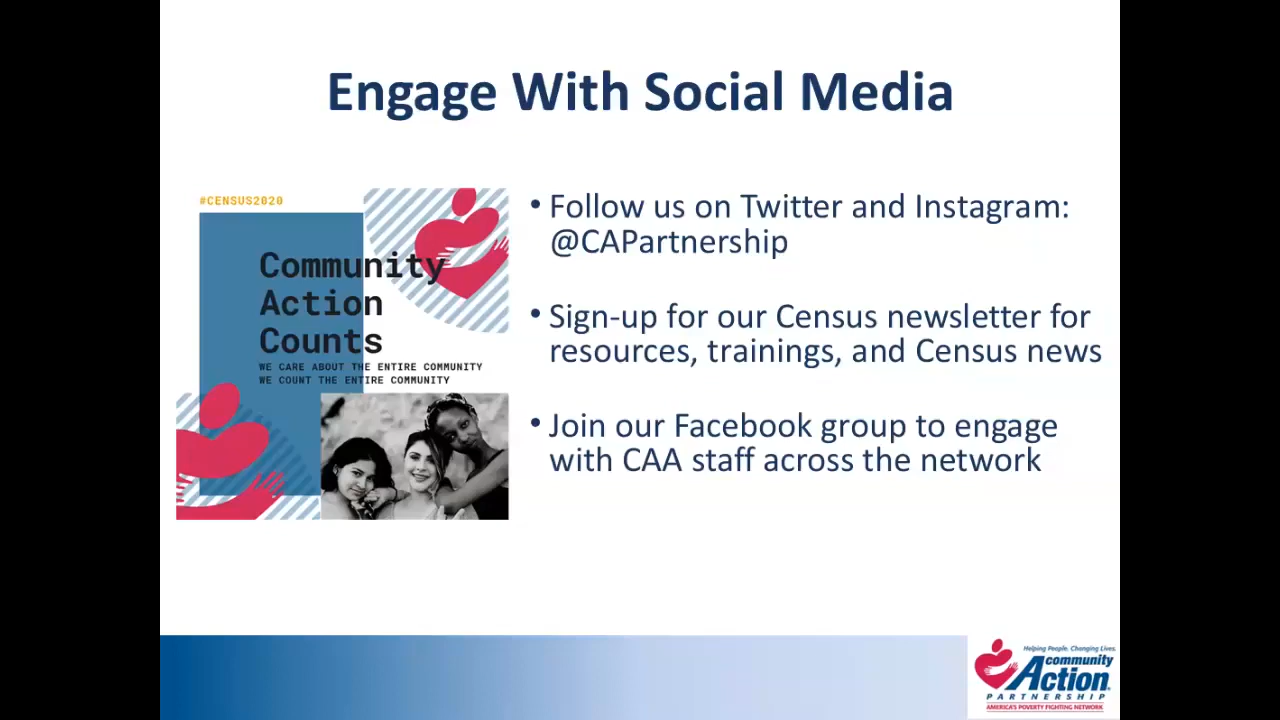 Engage With Social Media
#CENSUS2020
Community
Action
Counts
WE CARE ABOUT THE ENTIRE COMMUNITY
WE COUNT THE ENTIRE COMMUNITY
• Follow us on Twitter and Instagram:
@CAPartnership
• Sign-up for our Census newsletter for
resources, trainings, and Census news
• Join our Facebook group to engage
with CAA staff across the network
Helping People. Changing Lives.
community
Action
PARTNERSHIP
AMERICA'S POVERTY FIGHTING NETWORK